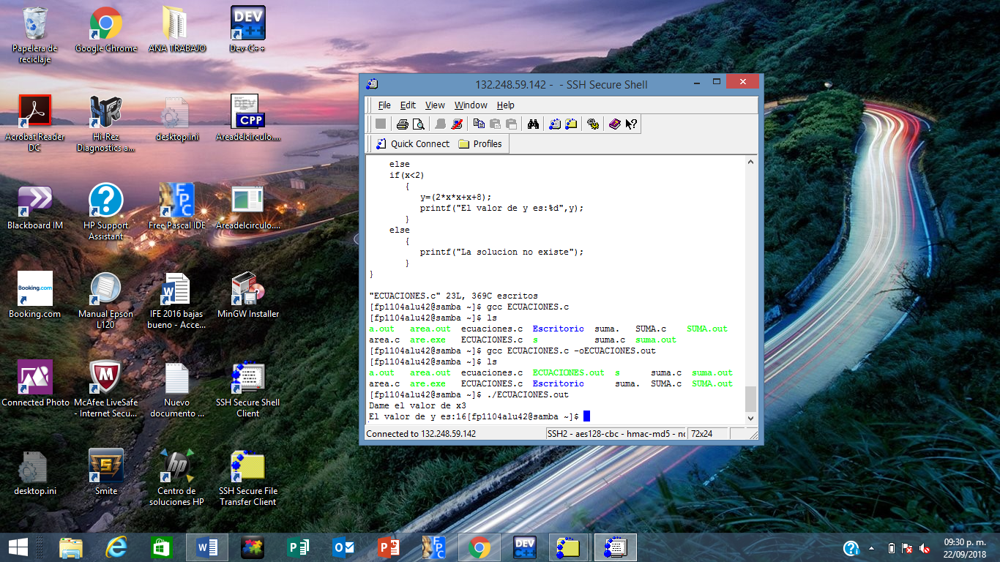 Papelera de
reciclaje
Google Chrome
ANA TRABAJO
DEV
C++
Dev-C++
Acrobat Reader
DC
Hi-Rez
Diagnostics a...
desktop.ini
DEV
CPP
Areadelcirculo....
Blackboard IM
HP Support
Assistant
FPC
Free Pascal IDE
Areadelcirculo....
Booking.com
Booking.com
Manual Epson
L120
IFE 2016 bajas
bueno - Acce...
MinGW Installer
Connected Photo
McAfee LiveSafe
- Internet Secu...
Nuevo
documento ...
SSH Secure Shell
Client
desktop.ini
Smite
Centro de
soluciones HP
SSH Secure File
Transfer Client
132.248.59.142 -  - SSH Secure Shell
File Edit View Window Help
Quick Connect Profiles
else
if(x<2)
{
y=(2*x*x+x+8);
printf("El valor de y es:%d",y);
}
else
{
printf("La solucion no existe");
}
}
"ECUACIONES.c" 23L, 369C escritos
[fp1104alu42@samba ~]$ gcc ECUACIONES.c
[fp1104alu42@samba ~]$ ls
a.out area.out ecuaciones.c Escritorio suma. SUMA.c SUMA.out
area.c are.exe ECUACIONES.c s suma.c suma.out
[fp1104alu42@samba ~]$ gcc ECUACIONES.c -oECUACIONES.out
[fp1104alu42@samba ~]$ ls
a.out area.out ecuaciones.c ECUACIONES.out s suma.c suma.out
area.c are.exe ECUACIONES.c Escritorio suma. SUMA.c SUMA.out
[fp1104alu42@samba ~]$ ./ECUACIONES.out
Dame el valor de x3
El valor de y es:16[fp1104alu42@samba ~]$
Connected to 132.248.59.142 SSH2 - aes128-cbc - hmac-md5 - nc 72x24
09:30 p. m.
22/09/2018